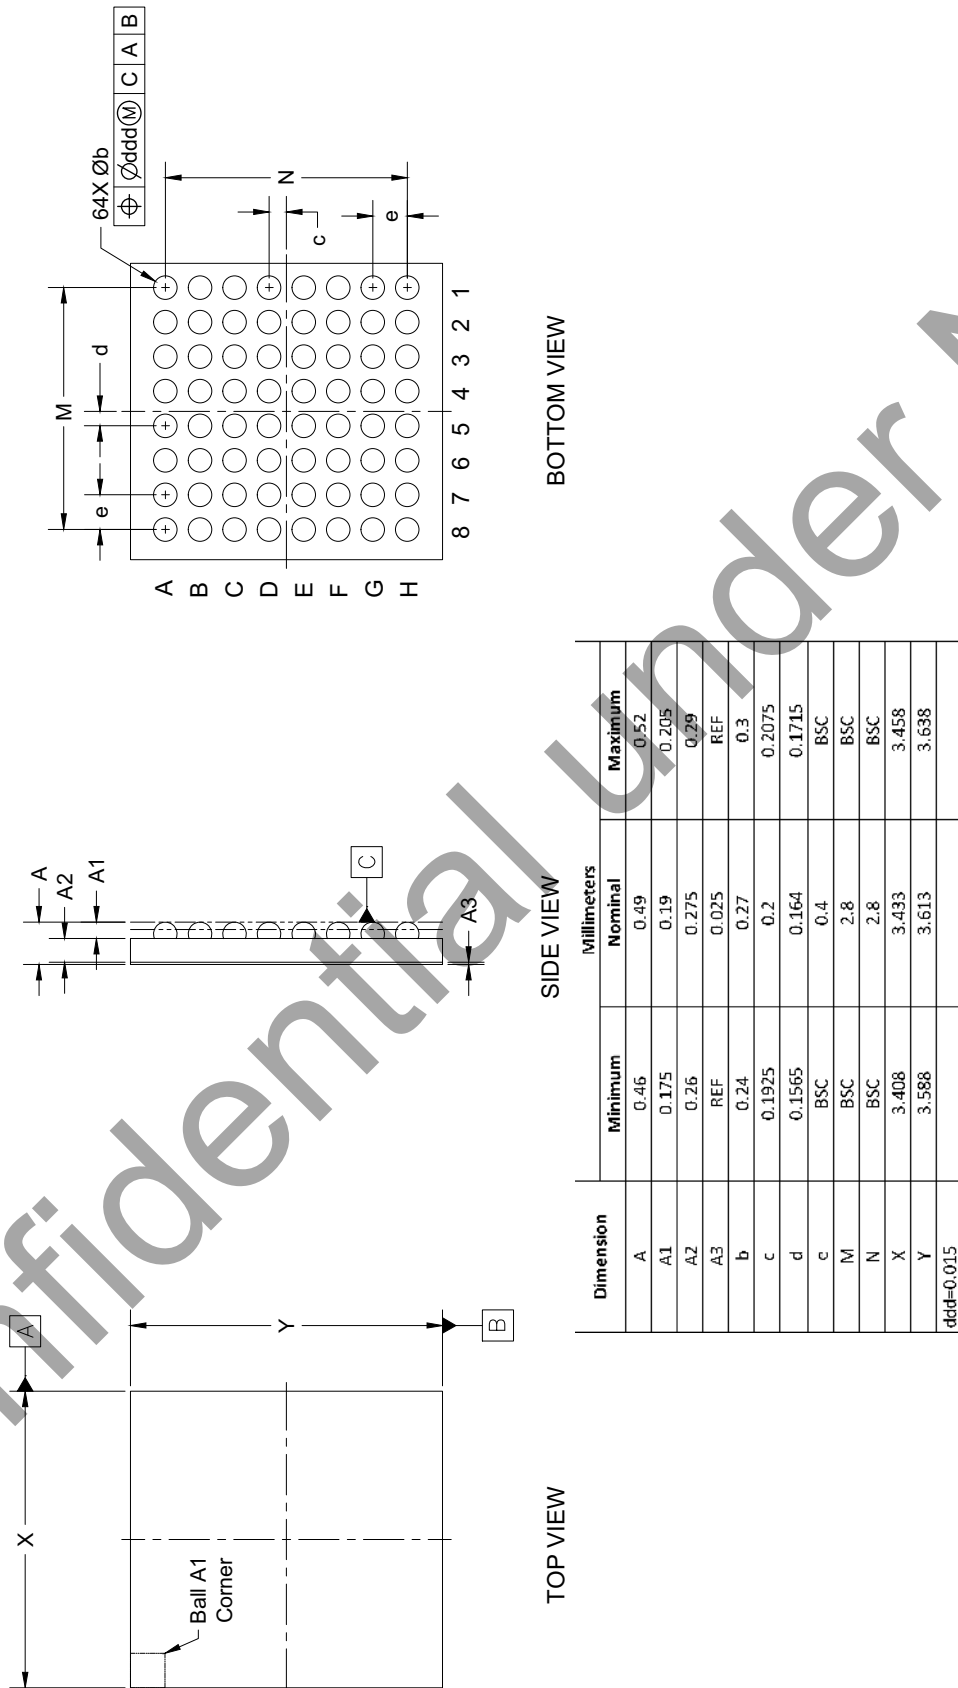 X
A
Y
B
Ball A1
Corner
TOP VIEW
A
A2
A1
C
A3
SIDE VIEW
64X Øb
⌖ Øddd Ⓜ C A B
M
d
e
N
c
e
A
B
C
D
E
F
G
H
8 7 6 5 4 3 2 1
BOTTOM VIEW
Dimension Millimeters
Minimum Nominal Maximum
A 0.46 0.49 0.52
A1 0.175 0.19 0.205
A2 0.26 0.275 0.29
A3 REF 0.025 REF
b 0.24 0.27 0.3
c 0.1925 0.2 0.2075
d 0.1565 0.164 0.1715
e BSC 0.4 BSC
M BSC 2.8 BSC
N BSC 2.8 BSC
X 3.408 3.433 3.458
Y 3.588 3.613 3.638
ddd=0.015
nfidential under